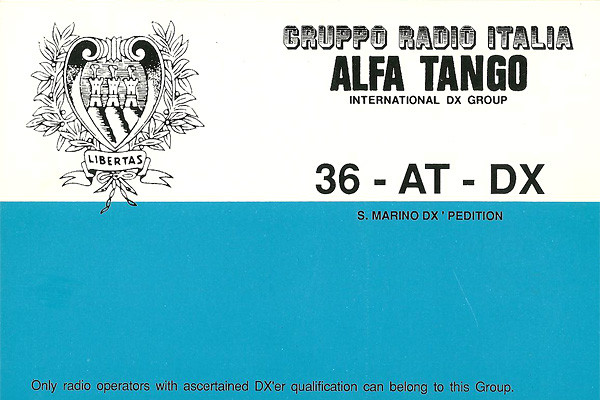 GRUPPO RADIO ITALIA
ALFA TANGO
INTERNATIONAL DX GROUP
LIBERTAS
36 - AT - DX
S. MARINO DX ' PEDITION
Only radio operators with ascertained DX'er qualification can belong to this Group.